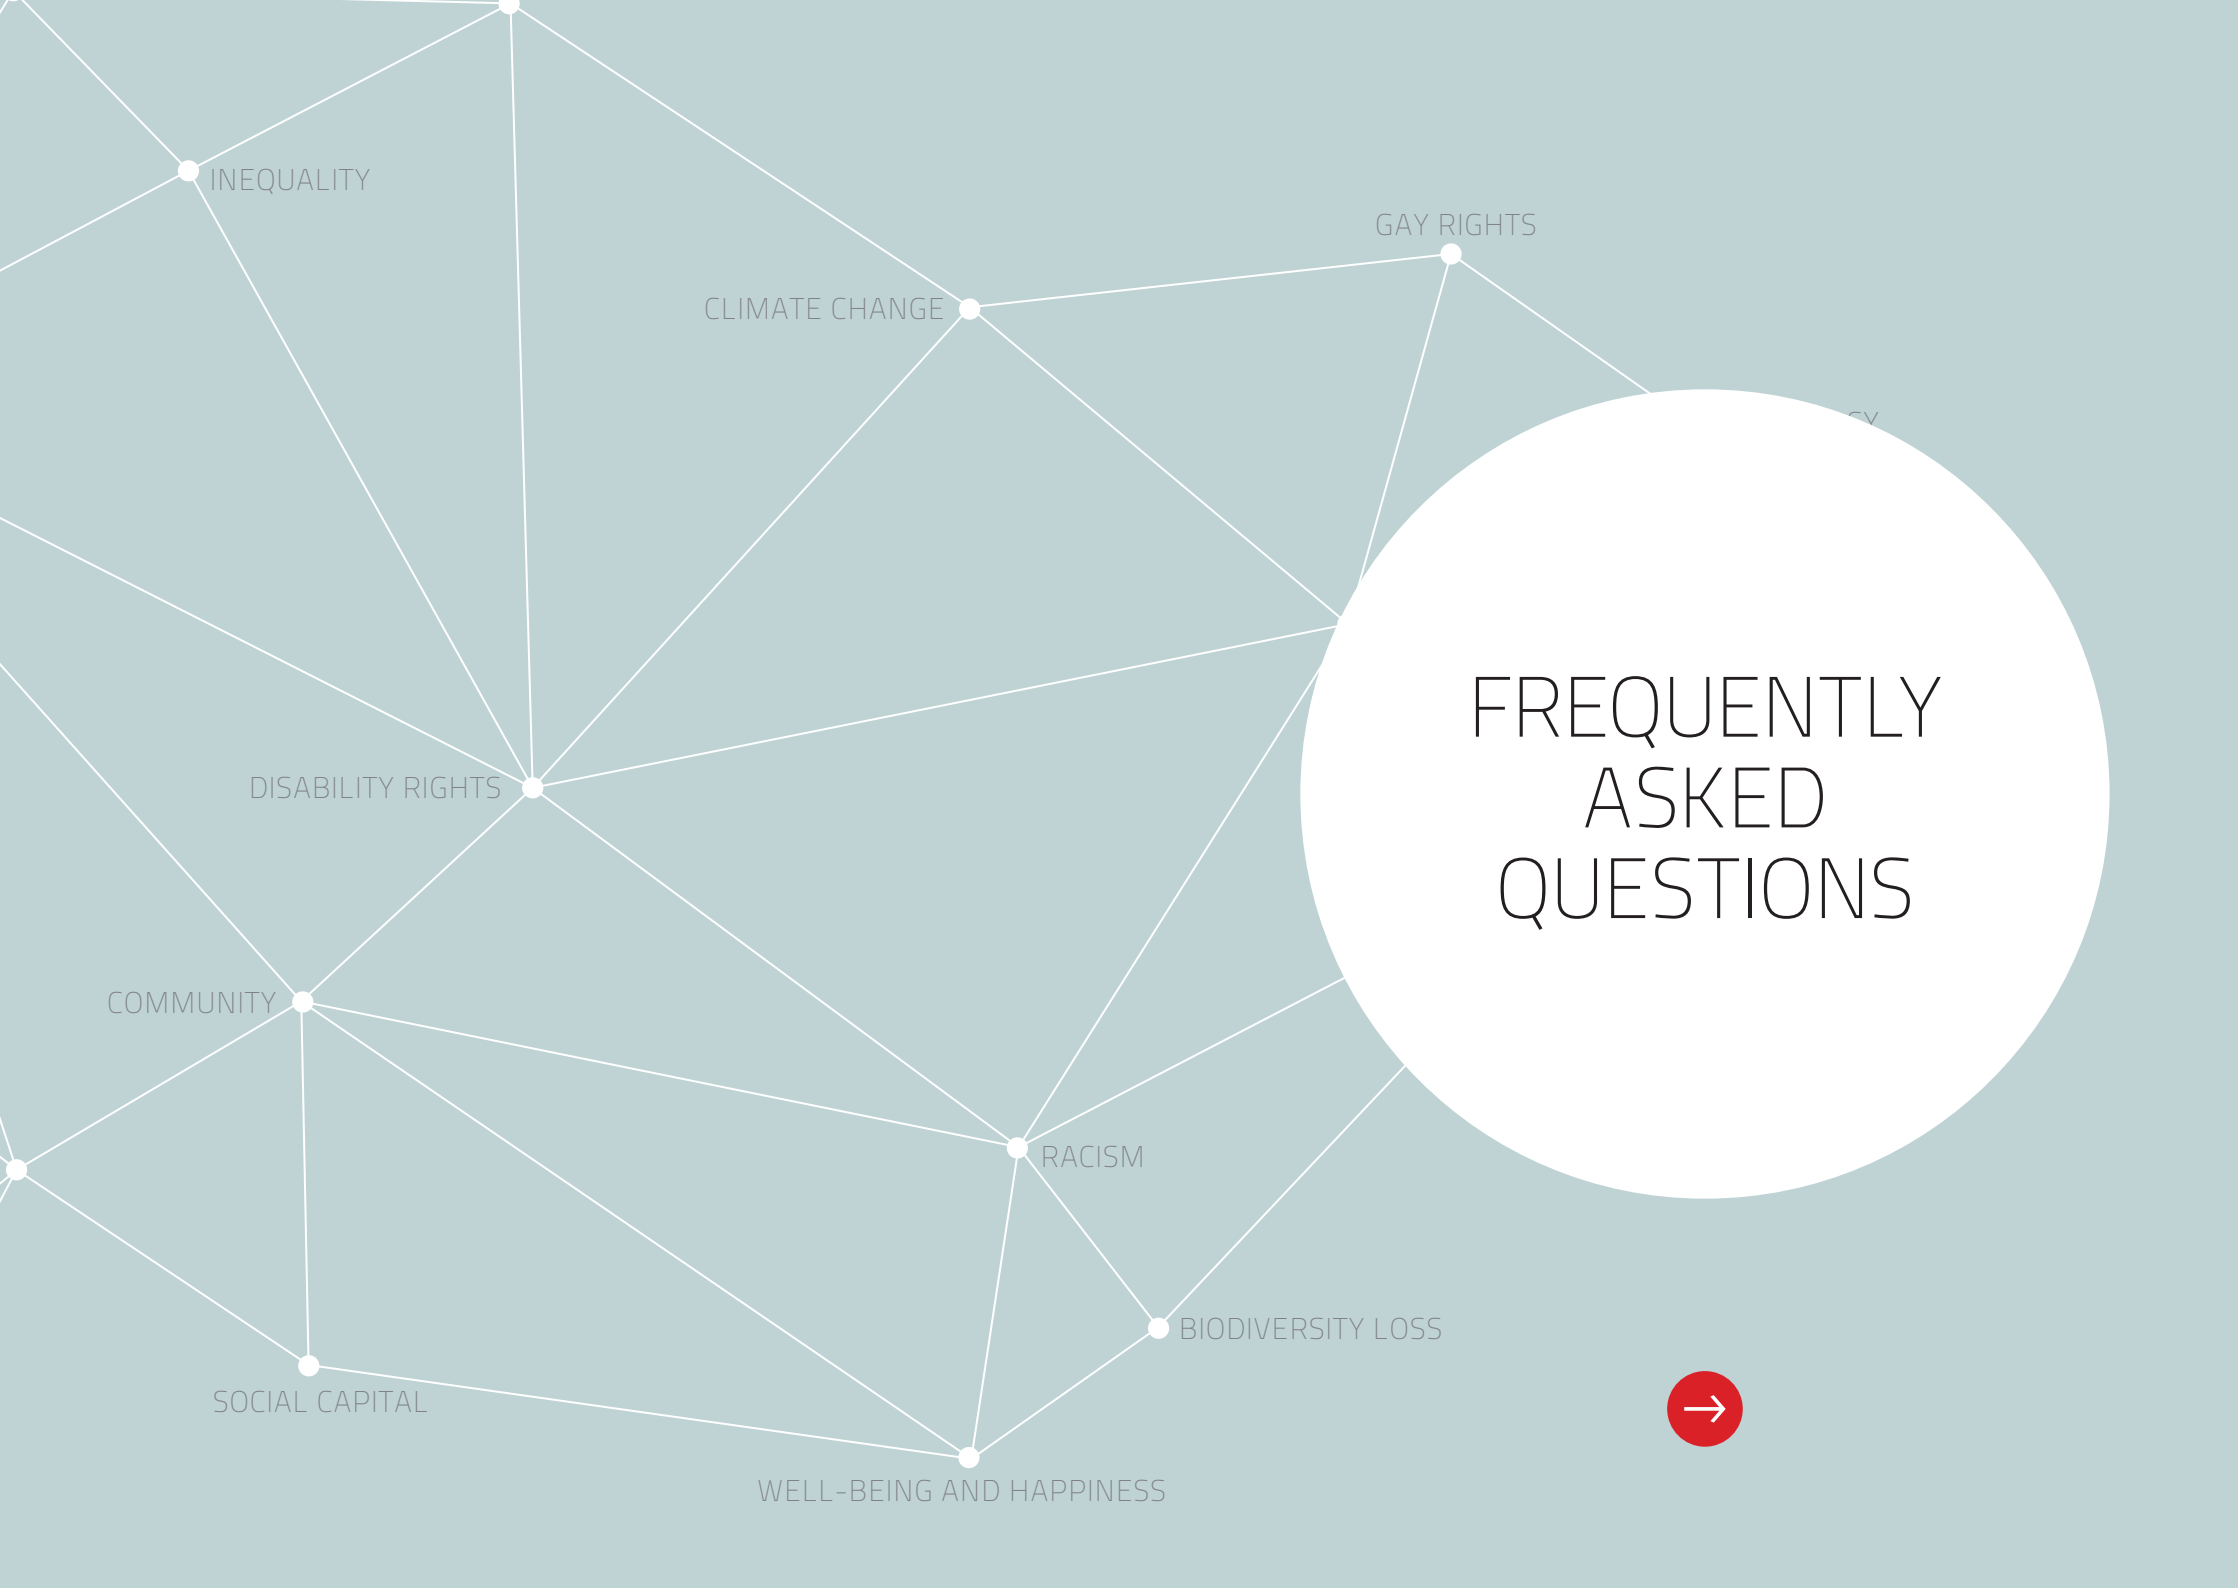 INEQUALITY
GAY RIGHTS
CLIMATE CHANGE
FREQUENTLY
ASKED
QUESTIONS
DISABILITY RIGHTS
COMMUNITY
RACISM
BIODIVERSITY LOSS
SOCIAL CAPITAL
WELL-BEING AND HAPPINESS